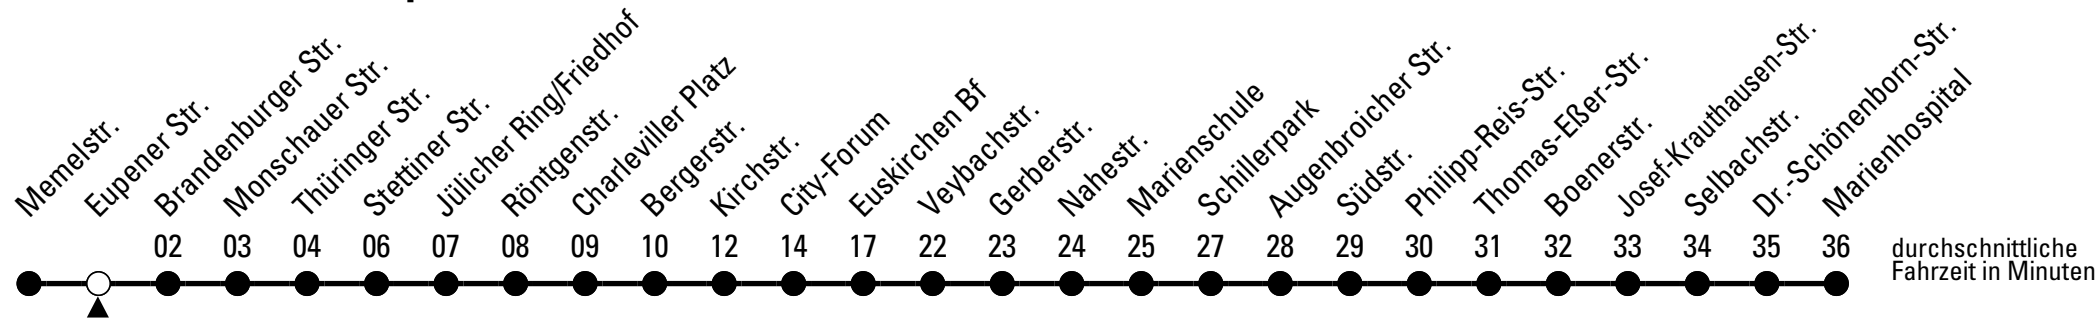 Memelstr.
Eupener Str.
Brandenburger Str.
Monschauer Str.
Thüringer Str.
Stettiner Str.
Jülicher Ring/Friedhof
Röntgenstr.
Charleviller Platz
Bergerstr.
Kirchstr.
City-Forum
Euskirchen Bf
Veybachstr.
Gerberstr.
Nahestr.
Marienschule
Schillerpark
Augenbroicher Str.
Südstr.
Philipp-Reis-Str.
Thomas-Eßer-Str.
Boenerstr.
Josef-Krauthausen-Str.
Selbachstr.
Dr.-Schönenborn-Str.
Marienhospital
02 03 04 06 07 08 09 10 12 14 17 22 23 24 25 27 28 29 30 31 32 33 34 35 36
durchschnittliche
Fahrzeit in Minuten